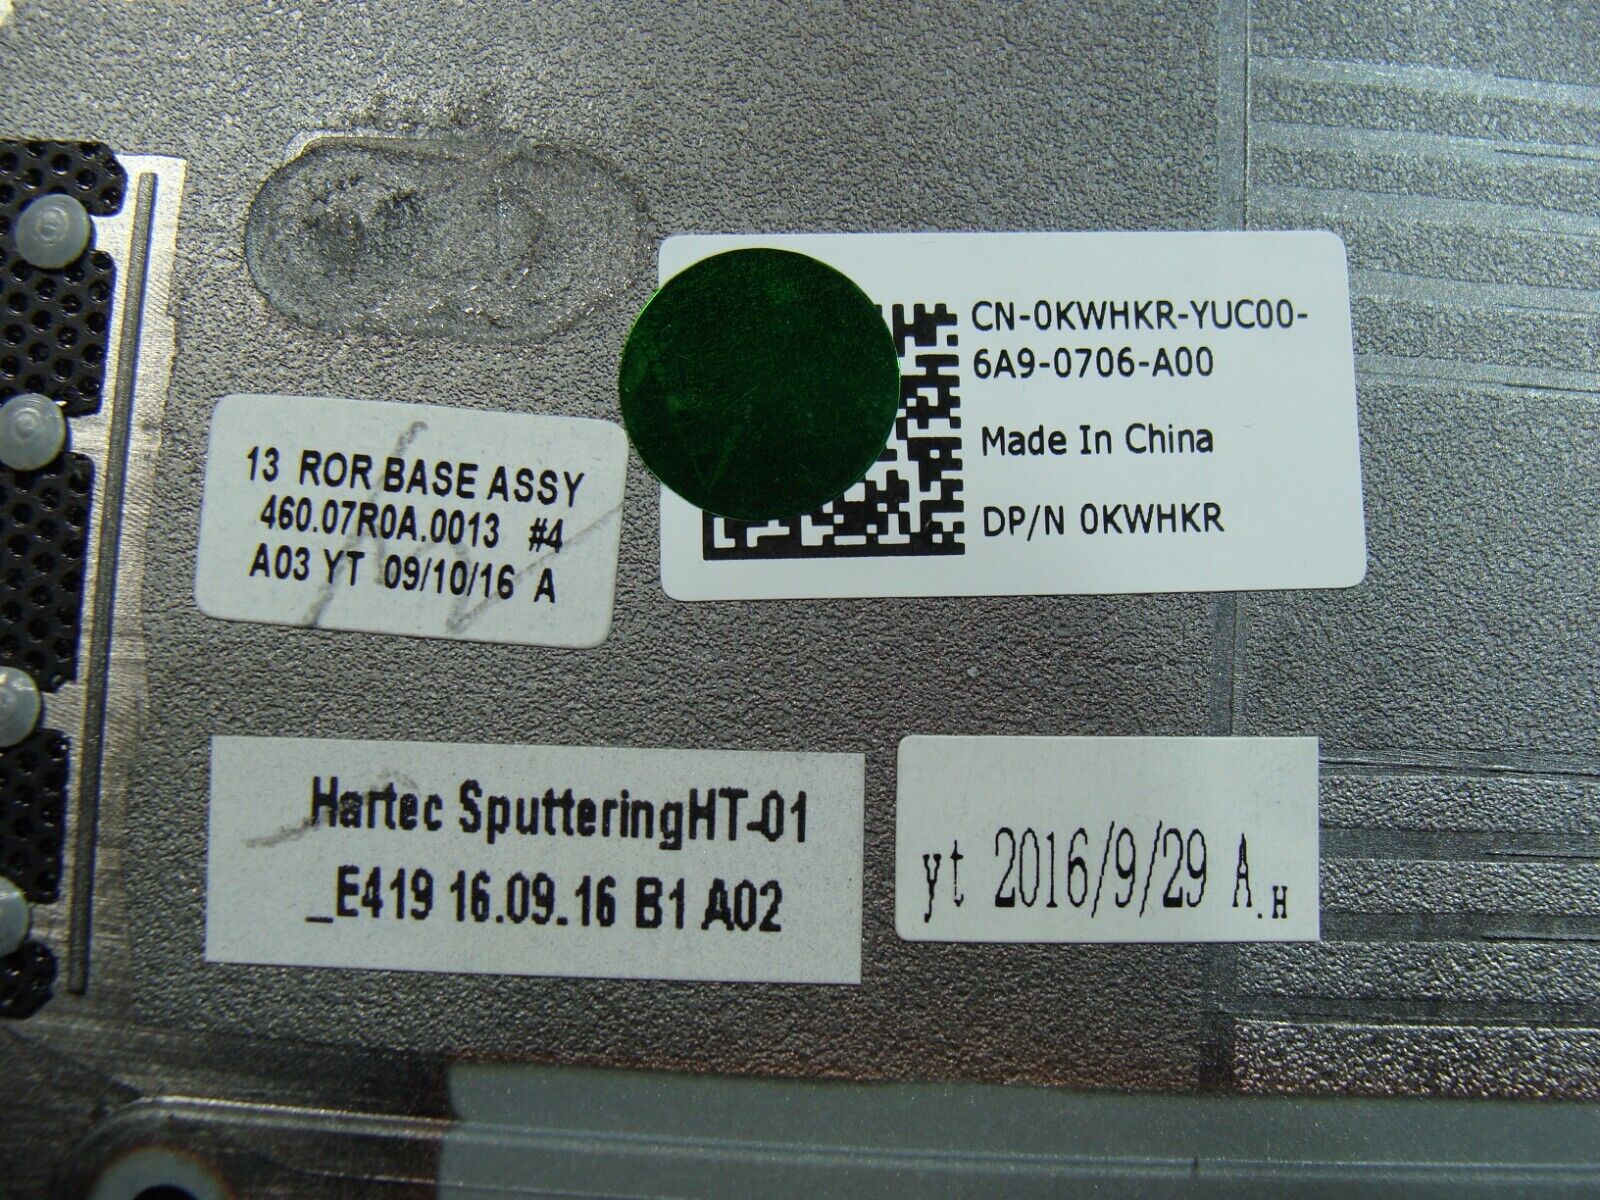 CN-0KWHKR-YUC00-
6A9-0706-A00
Made In China
DP/N 0KWHKR
13 ROR BASE ASSY
460.07R0A.0013 #4
A03 YT 09/10/16 A
Hartec SputteringHT-01
_E419 16.09.16 B1 A02
yt 2016/9/29 A.H